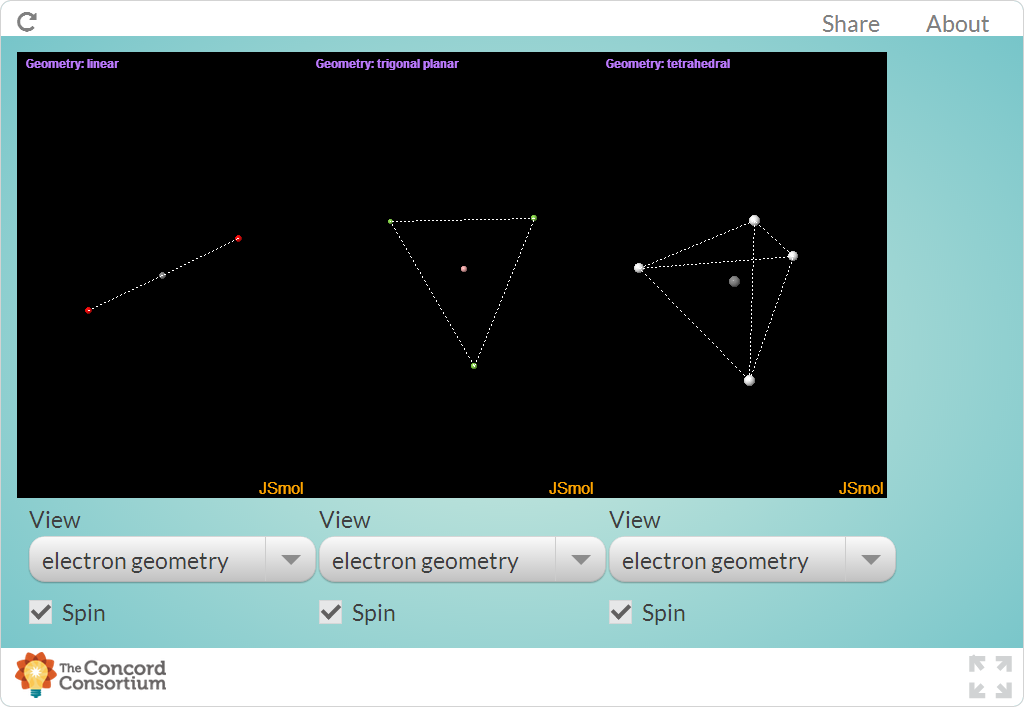 Share About
Geometry: linear
Geometry: trigonal planar
Geometry: tetrahedral
JSmol
JSmol
JSmol
View
View
View
electron geometry
electron geometry
electron geometry
Spin
Spin
Spin
The Concord
Consortium